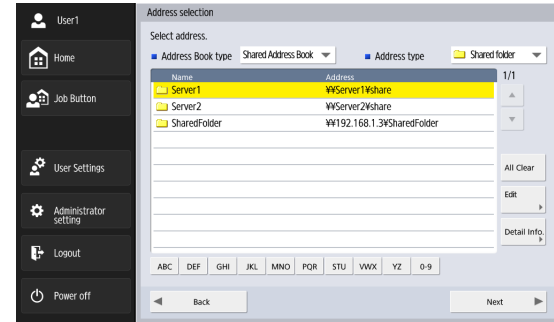 User1
Home
Job Button
User Settings
Administrator
setting
Logout
Power off
Address selection
Select address.
Address Book type Shared Address Book Address type Shared folder
Name Address 1/1
Server1 ¥¥Server1¥share
Server2 ¥¥Server2¥share
SharedFolder ¥¥192.168.1.3¥SharedFolder
All Clear
Edit
Detail Info.
ABC DEF GHI JKL MNO PQR STU VWX YZ 0-9
Back Next